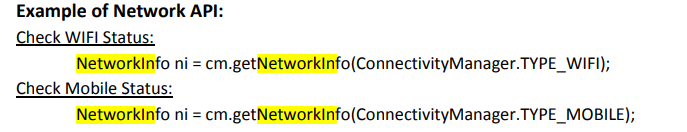 Example of Network API:
Check WIFI Status:
NetworkInfo ni = cm.getNetworkInfo(ConnectivityManager.TYPE_WIFI);
Check Mobile Status:
NetworkInfo ni = cm.getNetworkInfo(ConnectivityManager.TYPE_MOBILE);